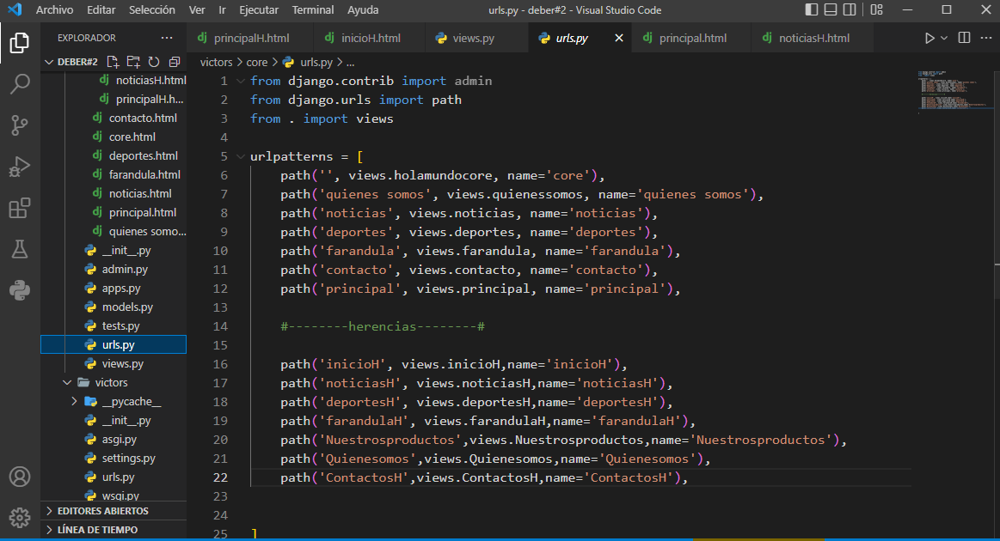 Archivo Editar Selección Ver Ir Ejecutar Terminal Ayuda urls.py - deber#2 - Visual Studio Code
EXPLORADOR ...
principalH.html inicioH.html views.py urls.py principal.html noticiasH.html
DEBER#2
victors > core > urls.py > ...
noticiasH.html
principalH.h...
contacto.html
core.html
deportes.html
farandula.html
noticias.html
principal.html
quienes somo...
__init__.py
admin.py
apps.py
models.py
tests.py
urls.py
views.py
victors
__pycache__
__init__.py
asgi.py
settings.py
urls.py
wsgi.py
EDITORES ABIERTOS
LÍNEA DE TIEMPO
1 from django.contrib import admin
2 from django.urls import path
3 from . import views
4
5 urlpatterns = [
6 path('', views.holamundocore, name='core'),
7 path('quienes somos', views.quienessomos, name='quienes somos'),
8 path('noticias', views.noticias, name='noticias'),
9 path('deportes', views.deportes, name='deportes'),
10 path('farandula', views.farandula, name='farandula'),
11 path('contacto', views.contacto, name='contacto'),
12 path('principal', views.principal, name='principal'),
13
14 #--------herencias--------#
15
16 path('inicioH', views.inicioH,name='inicioH'),
17 path('noticiasH', views.noticiasH,name='noticiasH'),
18 path('deportesH', views.deportesH,name='deportesH'),
19 path('farandulaH', views.farandulaH,name='farandulaH'),
20 path('Nuestrosproductos',views.Nuestrosproductos,name='Nuestrosproductos'),
21 path('Quienesomos',views.Quienesomos,name='Quienesomos'),
22 path('ContactosH',views.ContactosH,name='ContactosH'),
23
24
25 ]